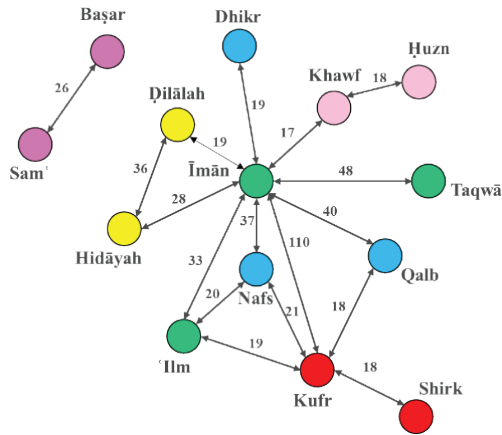 Baṣar
Dhikr
Ḥuzn
Khawf
18
26
Ḍilālah
19
17
Samʿ
19
Īmān
48
Taqwā
36
28
40
37
110
Hidāyah
33
Qalb
20
Nafs
21
18
ʿIlm
19
18
Kufr
Shirk